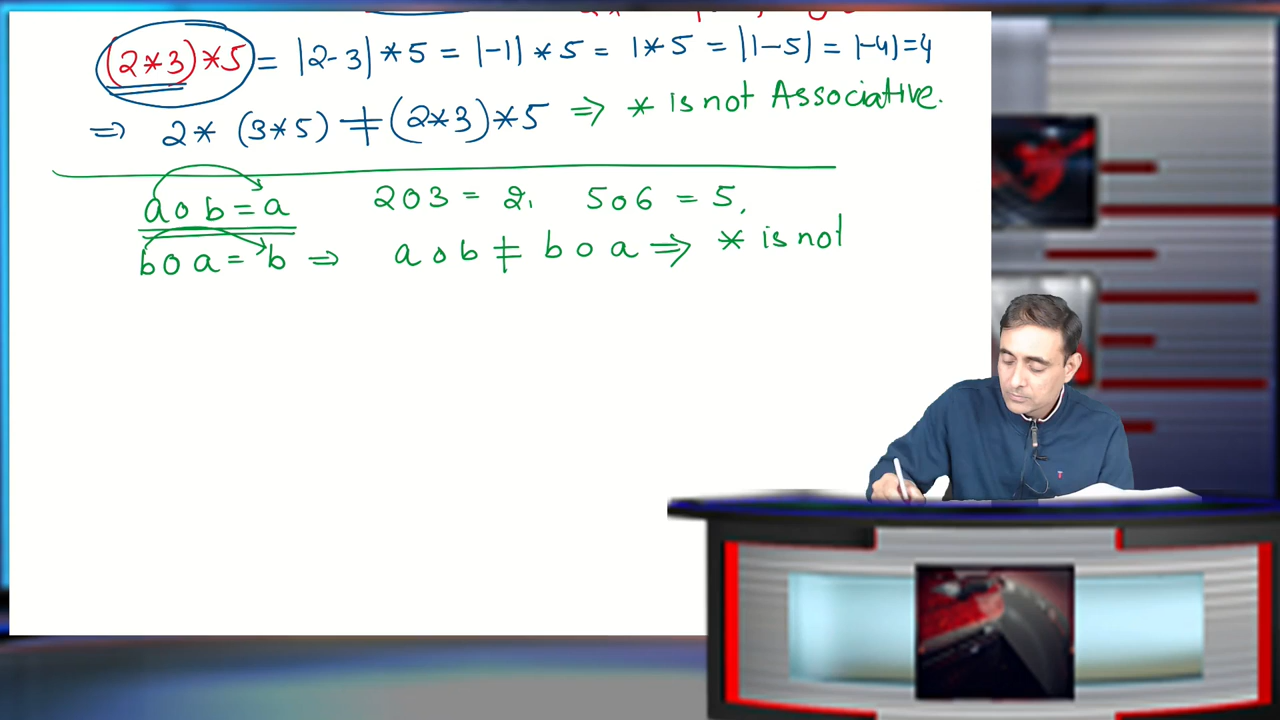 (2*3)*5 = |2-3|*5 = |-1|*5 = 1*5 = |1-5| = |-4|=4
⇒ 2*(3*5) ≠ (2*3)*5 ⇒ * is not Associative.
a o b = a 2 o 3 = 2, 5 o 6 = 5,
b o a = b ⇒ a o b ≠ b o a ⇒ * is not